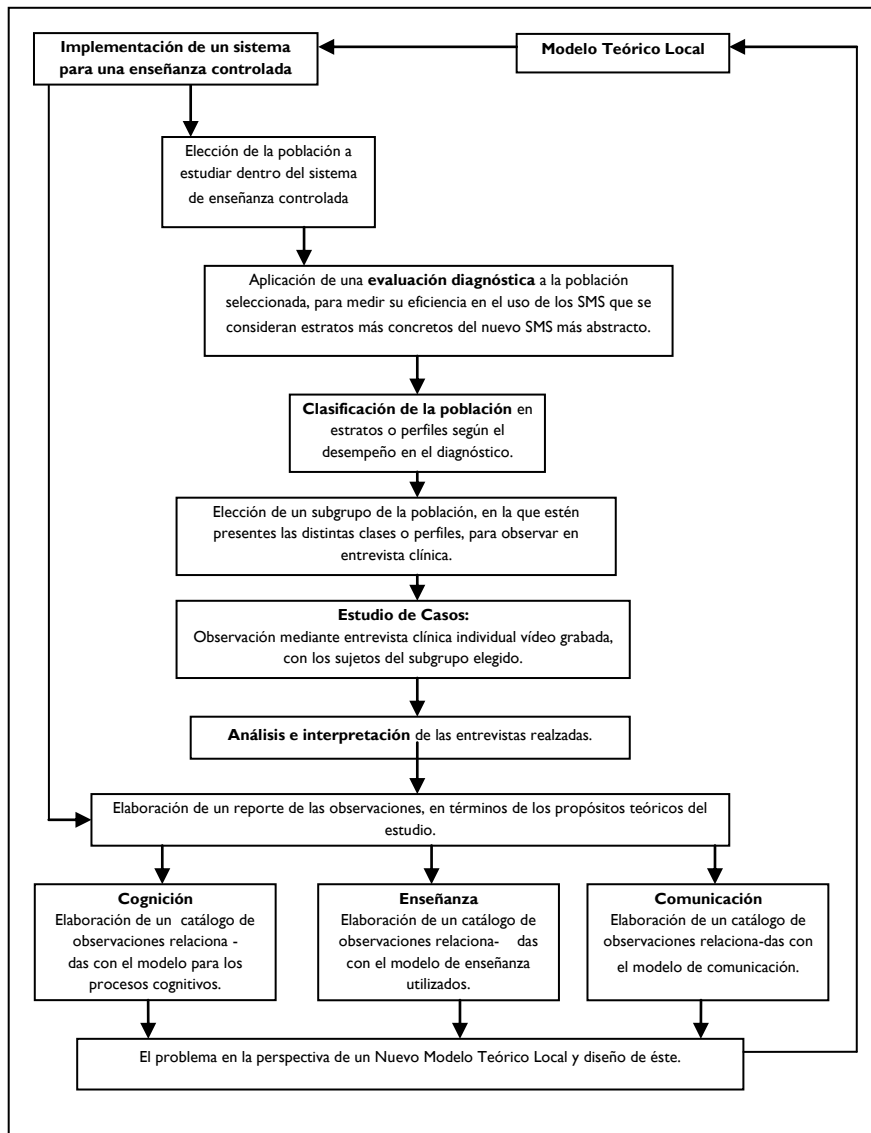 Implementación de un sistema
para una enseñanza controlada
Modelo Teórico Local
Elección de la población a
estudiar dentro del sistema
de enseñanza controlada
Aplicación de una evaluación diagnóstica a la población
seleccionada, para medir su eficiencia en el uso de los SMS que se
consideran estratos más concretos del nuevo SMS más abstracto.
Clasificación de la población en
estratos o perfiles según el
desempeño en el diagnóstico.
Elección de un subgrupo de la población, en la que estén
presentes las distintas clases o perfiles, para observar en
entrevista clínica.
Estudio de Casos:
Observación mediante entrevista clínica individual vídeo grabada,
con los sujetos del subgrupo elegido.
Análisis e interpretación de las entrevistas realzadas.
Elaboración de un reporte de las observaciones, en términos de los propósitos teóricos del
estudio.
Cognición
Elaboración de un catálogo de
observaciones relaciona -
das con el modelo para los
procesos cognitivos.
Enseñanza
Elaboración de un catálogo de
observaciones relaciona- das
con el modelo de enseñanza
utilizados.
Comunicación
Elaboración de un catálogo de
observaciones relaciona-das con
el modelo de comunicación.
El problema en la perspectiva de un Nuevo Modelo Teórico Local y diseño de éste.